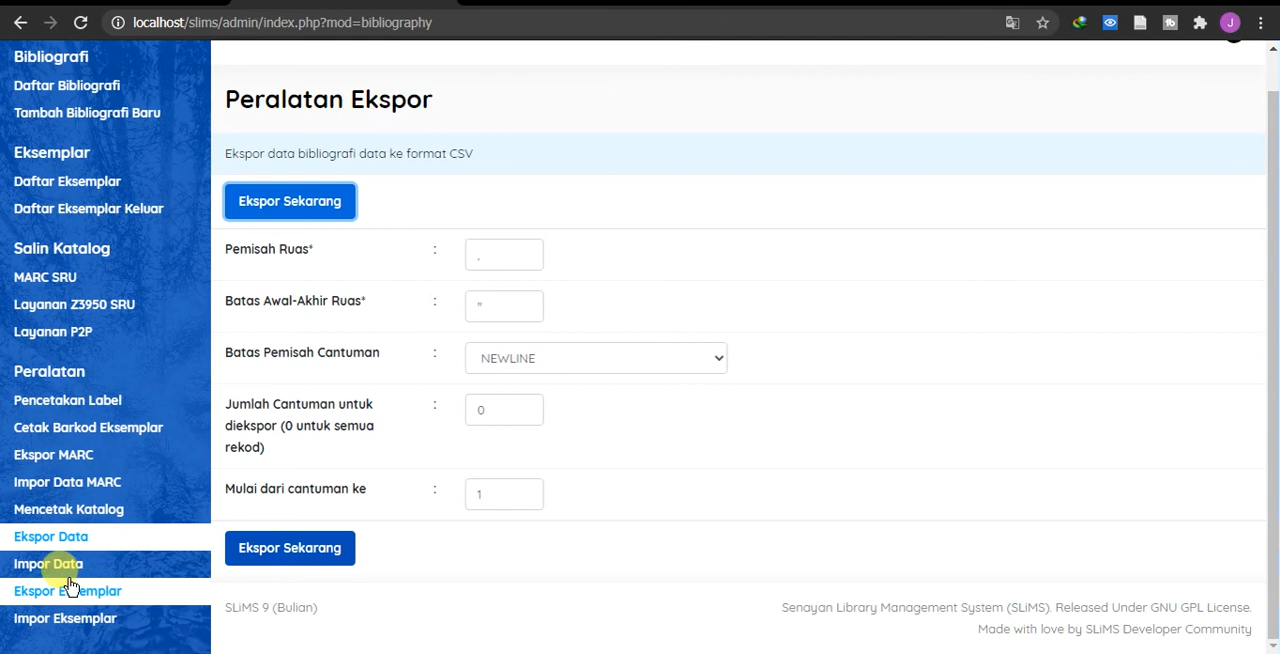 localhost/slims/admin/index.php?mod=bibliography
J
Bibliografi
Daftar Bibliografi
Tambah Bibliografi Baru
Eksemplar
Daftar Eksemplar
Daftar Eksemplar Keluar
Salin Katalog
MARC SRU
Layanan Z3950 SRU
Layanan P2P
Peralatan
Pencetakan Label
Cetak Barkod Eksemplar
Ekspor MARC
Impor Data MARC
Mencetak Katalog
Ekspor Data
Impor Data
Ekspor Eksemplar
Impor Eksemplar
Peralatan Ekspor
Ekspor data bibliografi data ke format CSV
Ekspor Sekarang
Pemisah Ruas* : ,
Batas Awal-Akhir Ruas* : "
Batas Pemisah Cantuman : NEWLINE
Jumlah Cantuman untuk : 0
diekspor (0 untuk semua
rekod)
Mulai dari cantuman ke : 1
Ekspor Sekarang
SLiMS 9 (Bulian)
Senayan Library Management System (SLiMS). Released Under GNU GPL License.
Made with love by SLiMS Developer Community